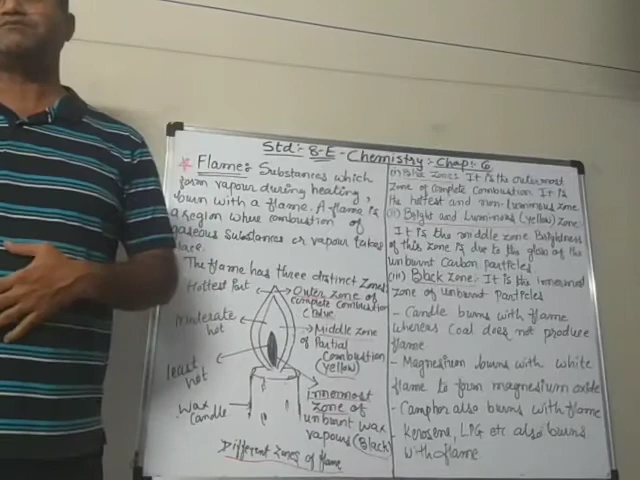 Std:- 8-E - Chemistry:- Chap: 6
* Flame:- Substances which
form vapour during heating,
burn with a flame. A flame is
a region where combustion of
gaseous substances or vapour takes
place.
The flame has three distinct zones
Hottest Part
Outer zone of
complete combustion
(blue
moderate
hot
Middle zone
of Partial
Combustion
(yellow)
least
hot
Wax
Candle
innermost
zone of
unburnt wax
vapours (Black)
Different zones of flame
(i) Blue zone: It is the outermost
zone of complete combustion It is
the hottest and non-luminous zone
(ii) Bright and Luminous (yellow) zone:
It is the middle zone. Brightness
of this zone is due to the glow of the
unburnt Carbon particles.
(iii) Black zone: It is the innermost
zone of unburnt particles
- Candle burns with flame
whereas Coal does not produce
flame
- Magnesium burns with white
flame to form magnesium oxide
- Camphor also burns with flame
- Kerosene, LPG etc also burns
with flame